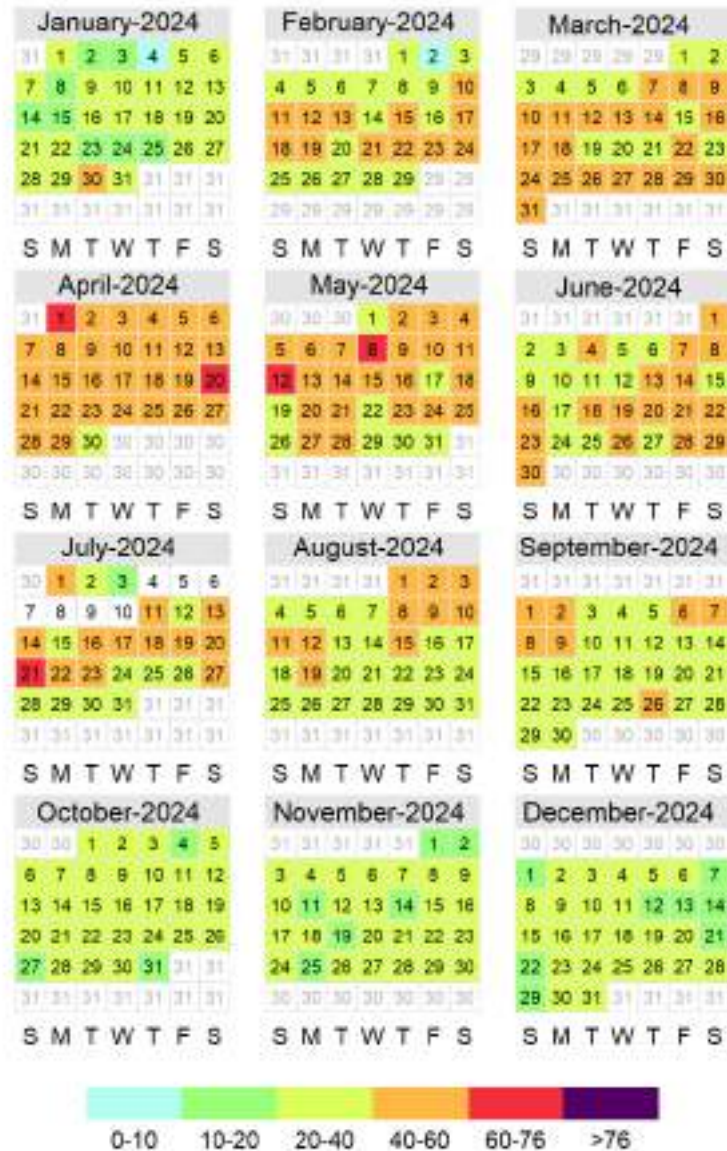 January-2024
31 1 2 3 4 5 6
7 8 9 10 11 12 13
14 15 16 17 18 19 20
21 22 23 24 25 26 27
28 29 30 31 31 31 31
31 31 31 31 31 31 31
S M T W T F S
February-2024
31 31 31 31 1 2 3
4 5 6 7 8 9 10
11 12 13 14 15 16 17
18 19 20 21 22 23 24
25 26 27 28 29 29 29
29 29 29 29 29 29 29
S M T W T F S
March-2024
29 29 29 29 29 1 2
3 4 5 6 7 8 9
10 11 12 13 14 15 16
17 18 19 20 21 22 23
24 25 26 27 28 29 30
31 31 31 31 31 31 31
S M T W T F S
April-2024
31 1 2 3 4 5 6
7 8 9 10 11 12 13
14 15 16 17 18 19 20
21 22 23 24 25 26 27
28 29 30 30 30 30 30
30 30 30 30 30 30 30
S M T W T F S
May-2024
30 30 30 1 2 3 4
5 6 7 8 9 10 11
12 13 14 15 16 17 18
19 20 21 22 23 24 25
26 27 28 29 30 31 31
31 31 31 31 31 31 31
S M T W T F S
June-2024
31 31 31 31 31 31 1
2 3 4 5 6 7 8
9 10 11 12 13 14 15
16 17 18 19 20 21 22
23 24 25 26 27 28 29
30 30 30 30 30 30 30
S M T W T F S
July-2024
30 1 2 3 4 5 6
7 8 9 10 11 12 13
14 15 16 17 18 19 20
21 22 23 24 25 26 27
28 29 30 31 31 31 31
31 31 31 31 31 31 31
S M T W T F S
August-2024
31 31 31 31 1 2 3
4 5 6 7 8 9 10
11 12 13 14 15 16 17
18 19 20 21 22 23 24
25 26 27 28 29 30 31
31 31 31 31 31 31 31
S M T W T F S
September-2024
31 31 31 31 31 31 31
1 2 3 4 5 6 7
8 9 10 11 12 13 14
15 16 17 18 19 20 21
22 23 24 25 26 27 28
29 30 30 30 30 30 30
S M T W T F S
October-2024
30 30 1 2 3 4 5
6 7 8 9 10 11 12
13 14 15 16 17 18 19
20 21 22 23 24 25 26
27 28 29 30 31 31 31
31 31 31 31 31 31 31
S M T W T F S
November-2024
31 31 31 31 31 1 2
3 4 5 6 7 8 9
10 11 12 13 14 15 16
17 18 19 20 21 22 23
24 25 26 27 28 29 30
30 30 30 30 30 30 30
S M T W T F S
December-2024
30 30 30 30 30 30 30
1 2 3 4 5 6 7
8 9 10 11 12 13 14
15 16 17 18 19 20 21
22 23 24 25 26 27 28
29 30 31 31 31 31 31
S M T W T F S
0-10 10-20 20-40 40-60 60-76 >76